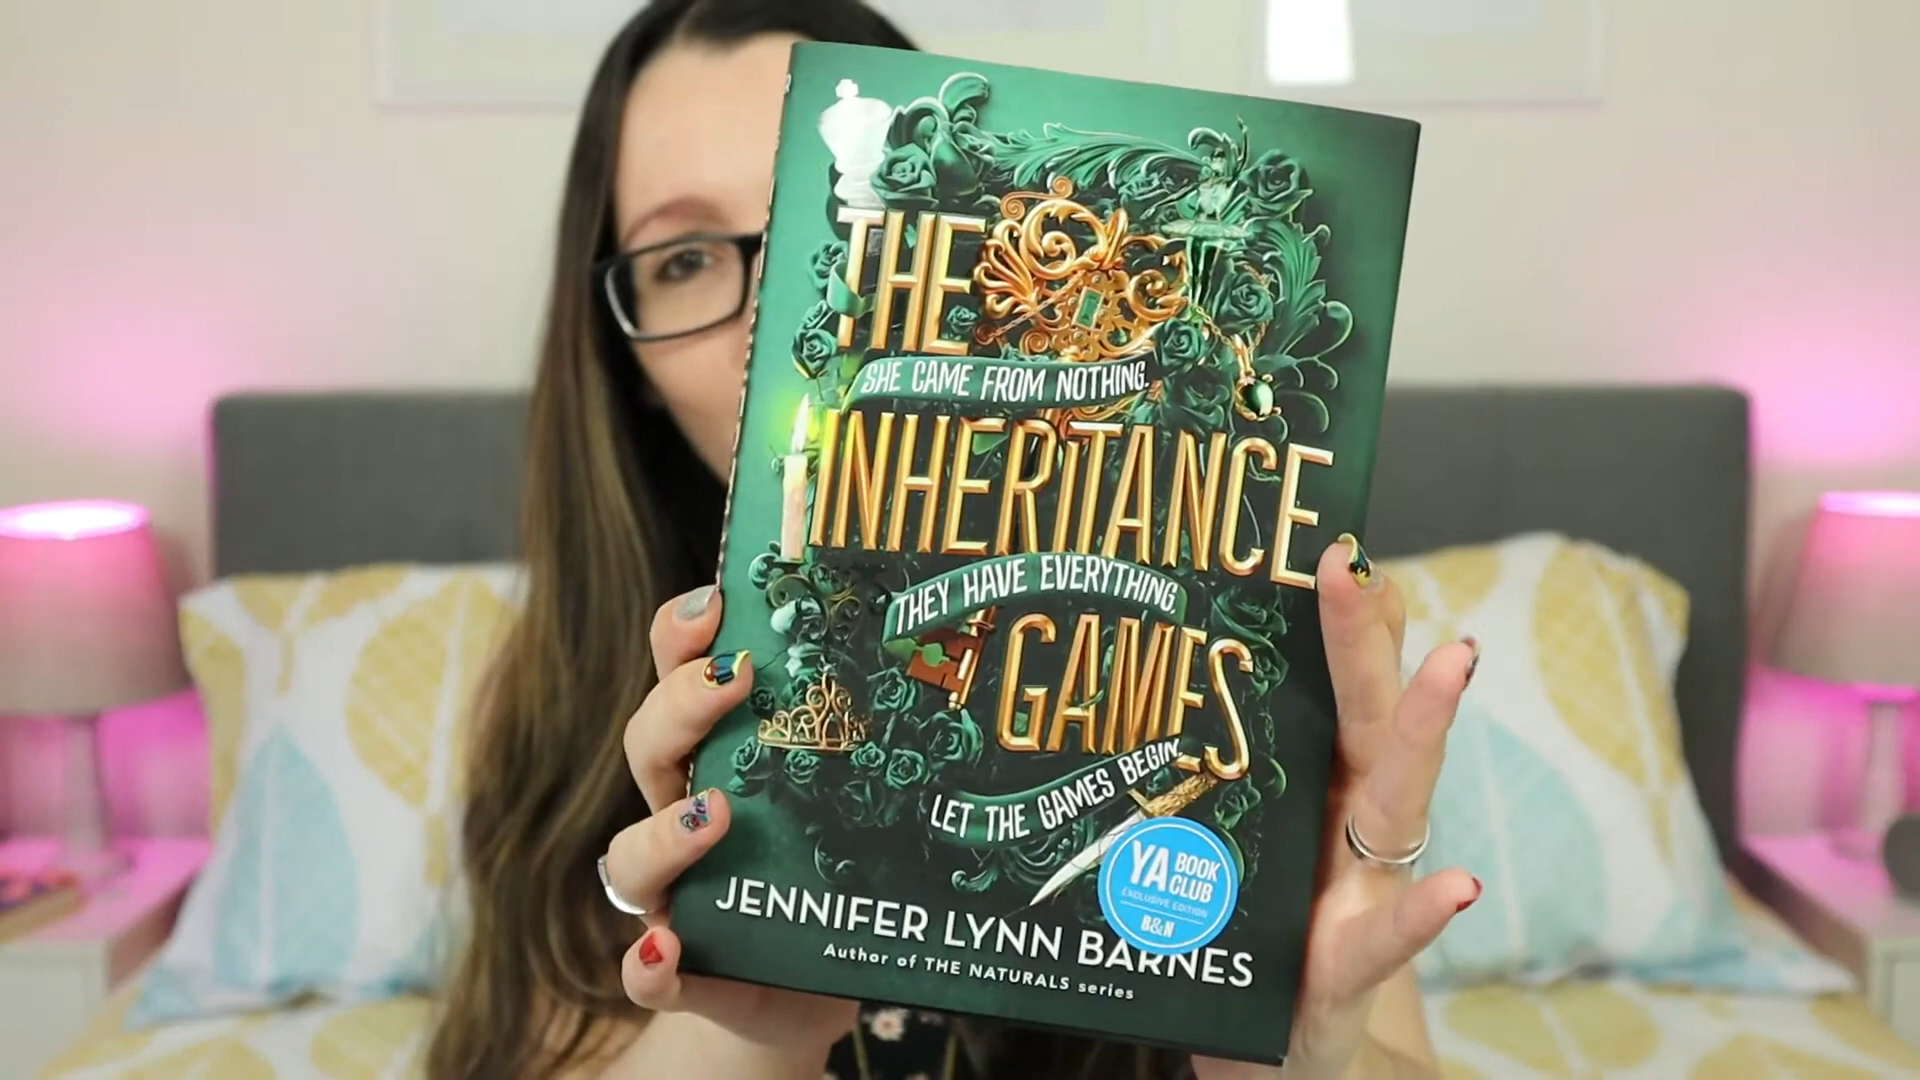 THE
SHE CAME FROM NOTHING.
INHERITANCE
THEY HAVE EVERYTHING.
GAMES
LET THE GAMES BEGIN.
YA BOOK
CLUB
EXCLUSIVE EDITION
B&N
JENNIFER LYNN BARNES
Author of THE NATURALS series